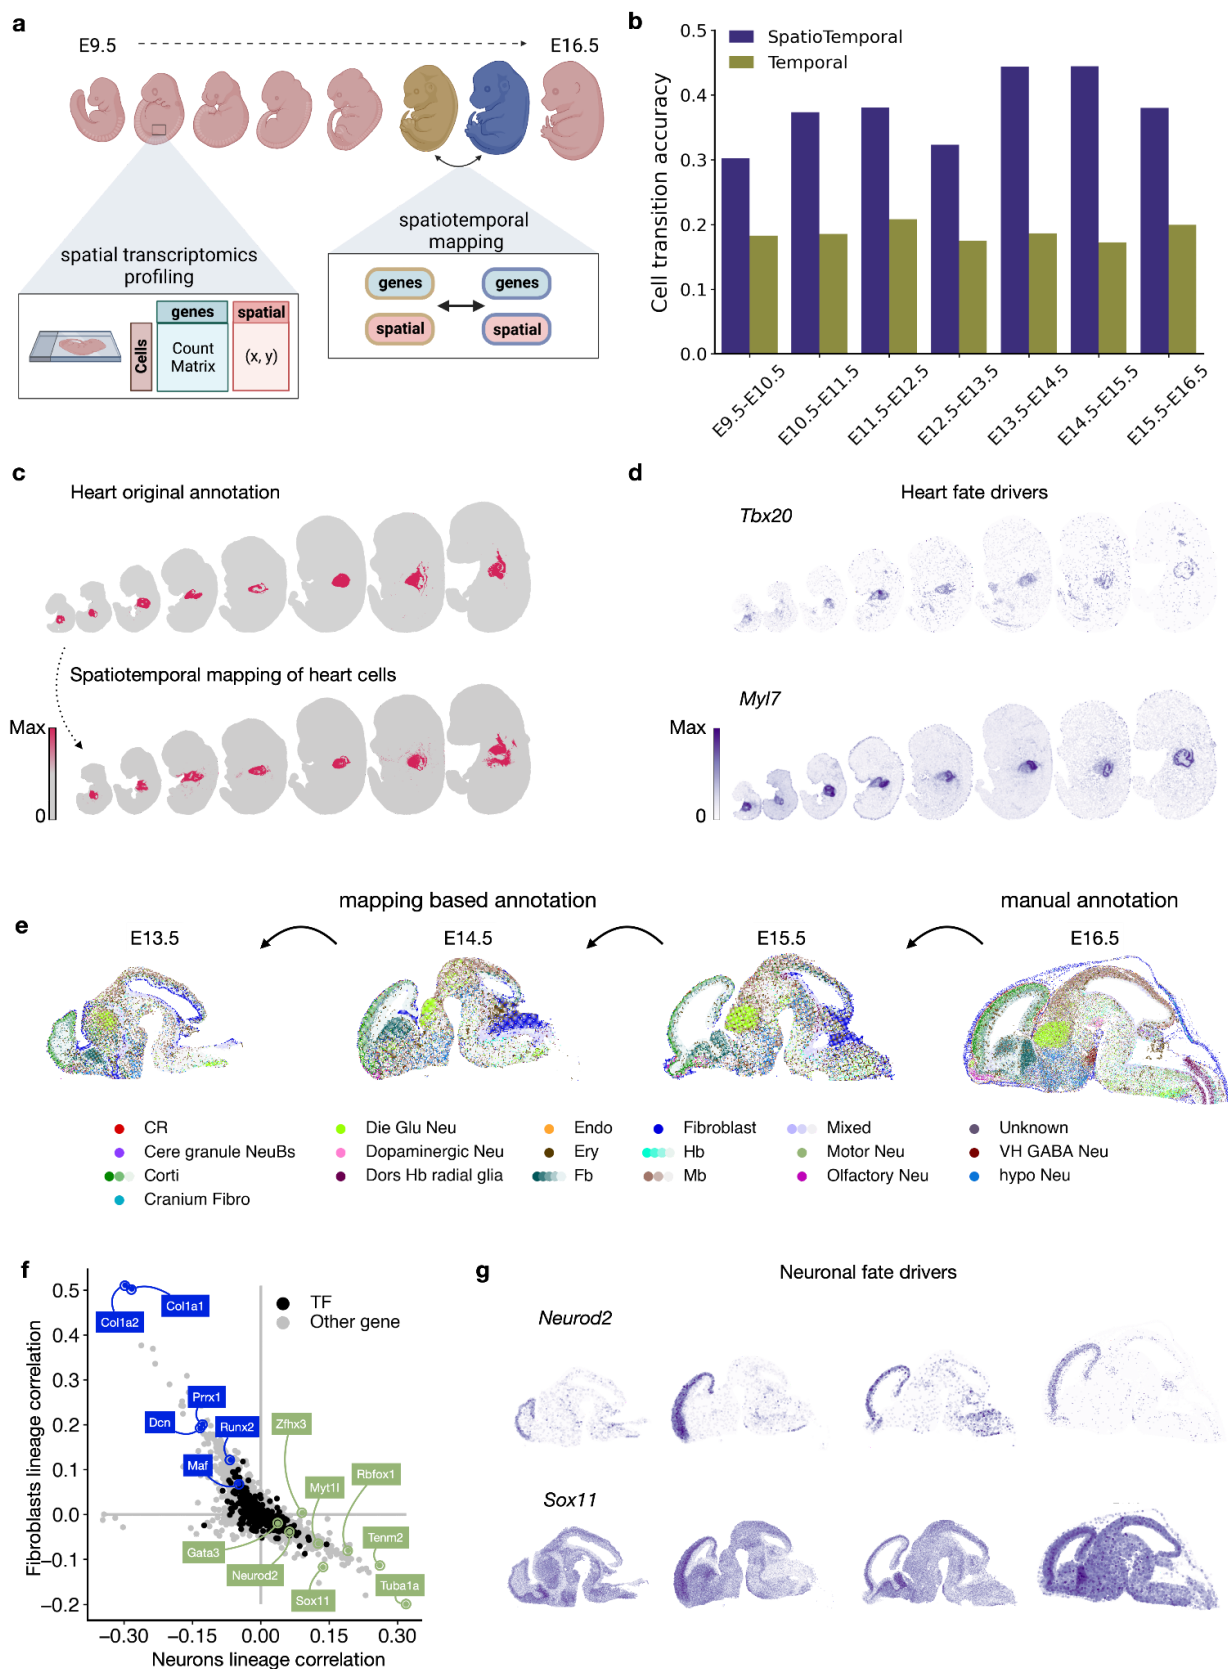 a
E9.5
E16.5
spatial transcriptomics
profiling
Cells
genes
spatial
Count
Matrix
(x, y)
spatiotemporal
mapping
genes
genes
spatial
spatial
b
SpatioTemporal
Temporal
Cell transition accuracy
0.5
0.4
0.3
0.2
0.1
0.0
E9.5-E10.5
E10.5-E11.5
E11.5-E12.5
E12.5-E13.5
E13.5-E14.5
E14.5-E15.5
E15.5-E16.5
c
Heart original annotation
Spatiotemporal mapping of heart cells
Max
0
d
Heart fate drivers
Tbx20
Myl7
Max
0
e
mapping based annotation
manual annotation
E13.5
E14.5
E15.5
E16.5
CR
Cere granule NeuBs
Corti
Cranium Fibro
Die Glu Neu
Dopaminergic Neu
Dors Hb radial glia
Endo
Ery
Fb
Fibroblast
Hb
Mb
Mixed
Motor Neu
Olfactory Neu
Unknown
VH GABA Neu
hypo Neu
f
Fibroblasts lineage correlation
0.5
0.4
0.3
0.2
0.1
0.0
−0.1
−0.2
TF
Other gene
Col1a1
Col1a2
Prrx1
Dcn
Runx2
Maf
Zfhx3
Myt1l
Rbfox1
Gata3
Neurod2
Tenm2
Sox11
Tuba1a
−0.30
−0.15
0.00
0.15
0.30
Neurons lineage correlation
g
Neuronal fate drivers
Neurod2
Sox11